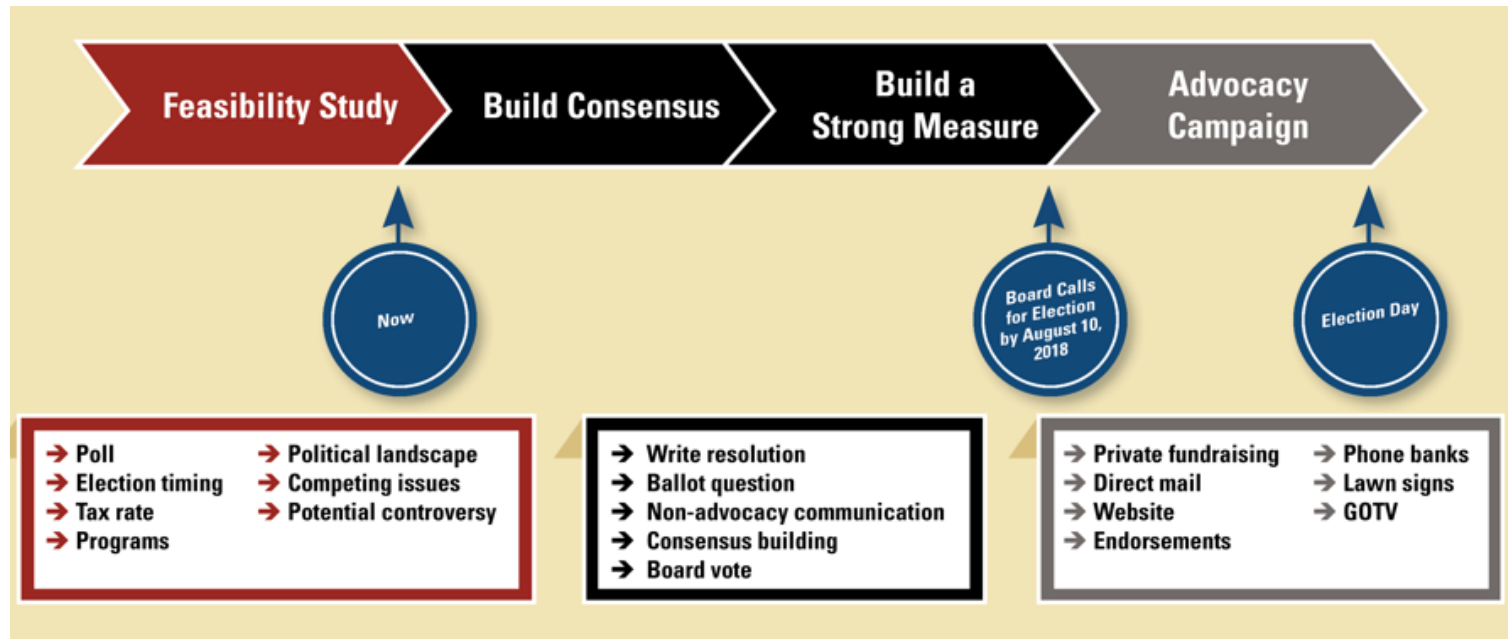 Feasibility Study
Build Consensus
Build a
Strong Measure
Advocacy
Campaign
Now
Board Calls
for Election
by August 10,
2018
Election Day
→ Poll
→ Election timing
→ Tax rate
→ Programs
→ Political landscape
→ Competing issues
→ Potential controversy
→ Write resolution
→ Ballot question
→ Non-advocacy communication
→ Consensus building
→ Board vote
→ Private fundraising
→ Direct mail
→ Website
→ Endorsements
→ Phone banks
→ Lawn signs
→ GOTV